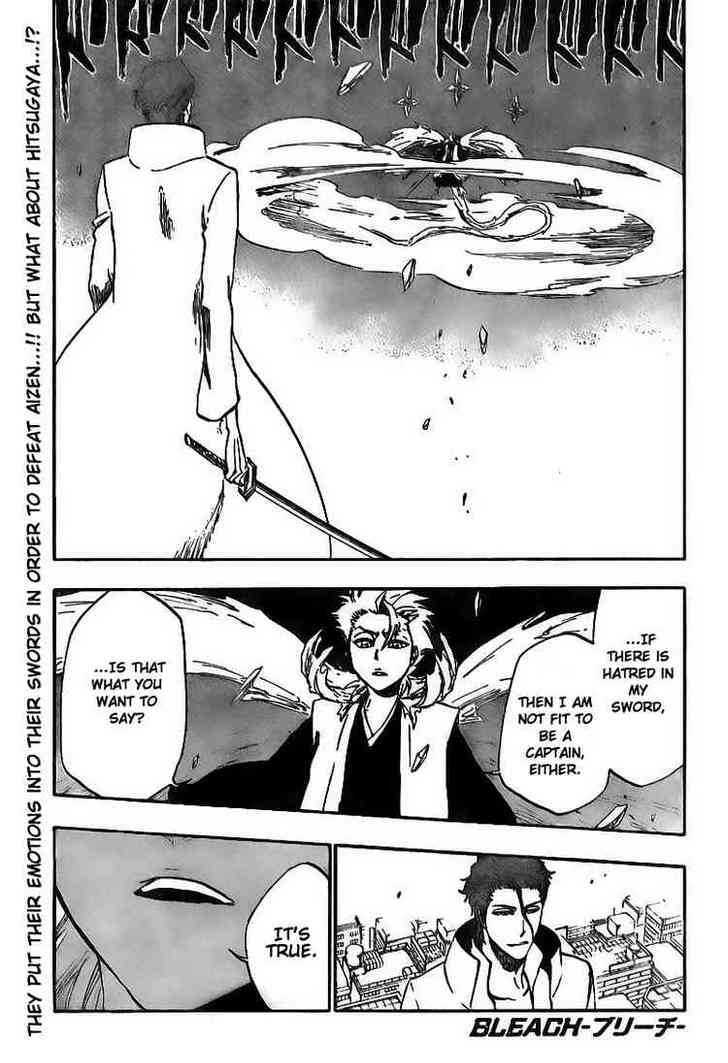 THEY PUT THEIR EMOTIONS INTO THEIR SWORDS IN ORDER TO DEFEAT AIZEN...!! BUT WHAT ABOUT HITSUGAYA...!?
...IF
THERE IS
HATRED IN
MY
SWORD,
THEN I AM
NOT FIT TO
BE A
CAPTAIN,
EITHER.
...IS THAT
WHAT YOU
WANT TO
SAY?
IT'S
TRUE.
BLEACH-ブリーチ-